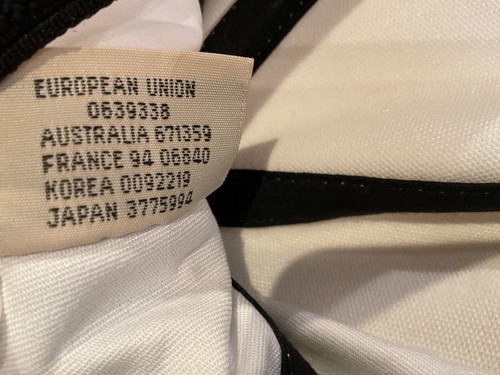 EUROPEAN UNION
0639338
AUSTRALIA 671359
FRANCE 94 06840
KOREA 0092219
JAPAN 3775994